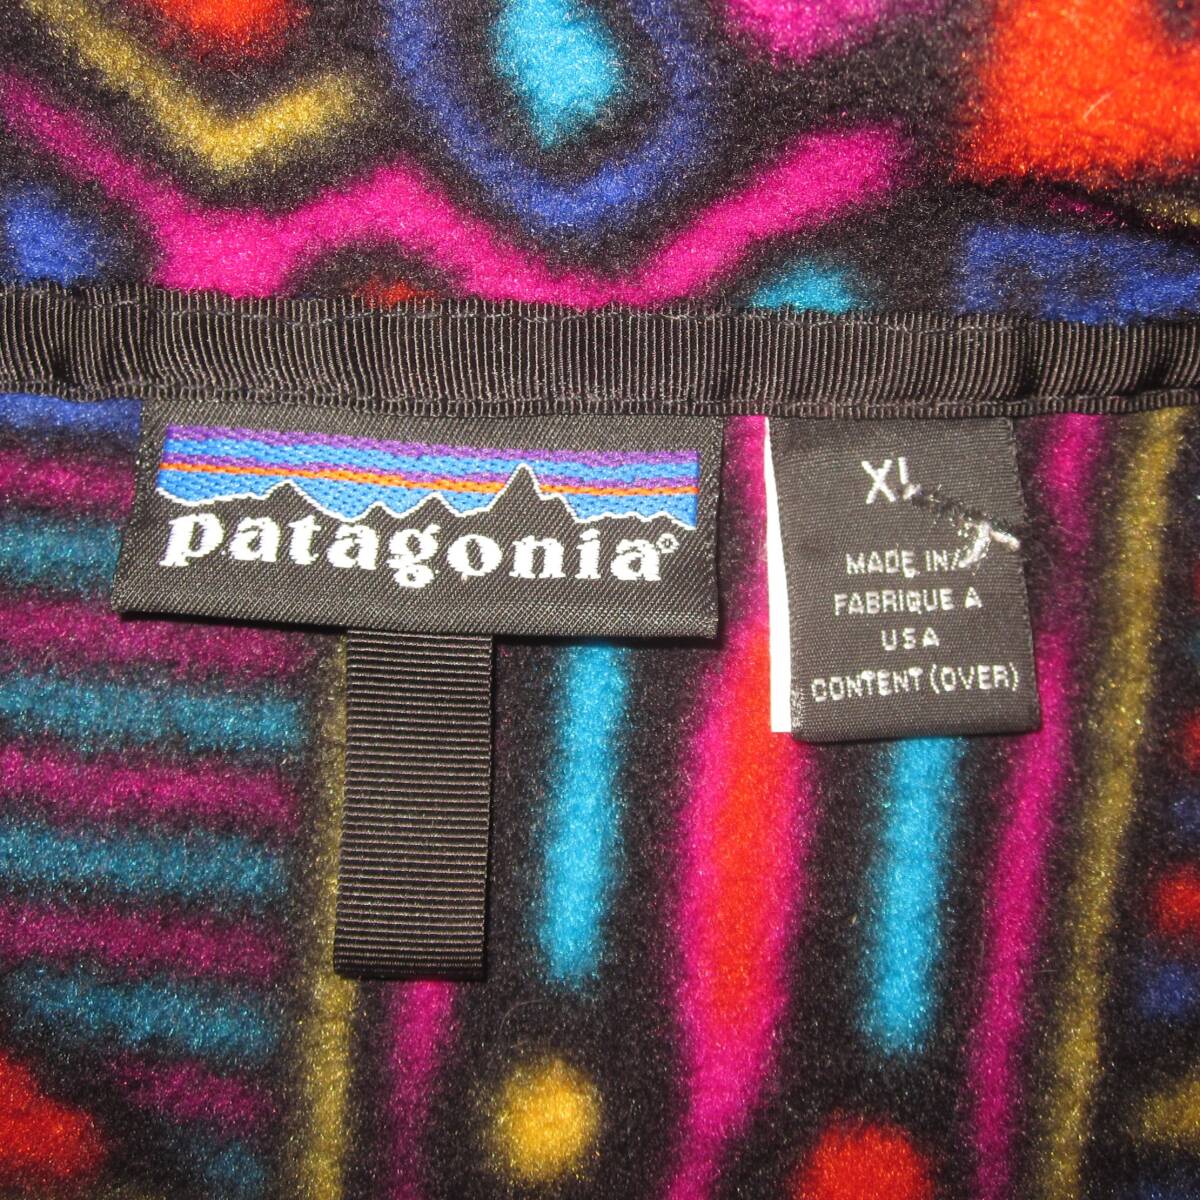 patagonia®
XL
MADE IN/
FABRIQUE A
USA
CONTENT (OVER)